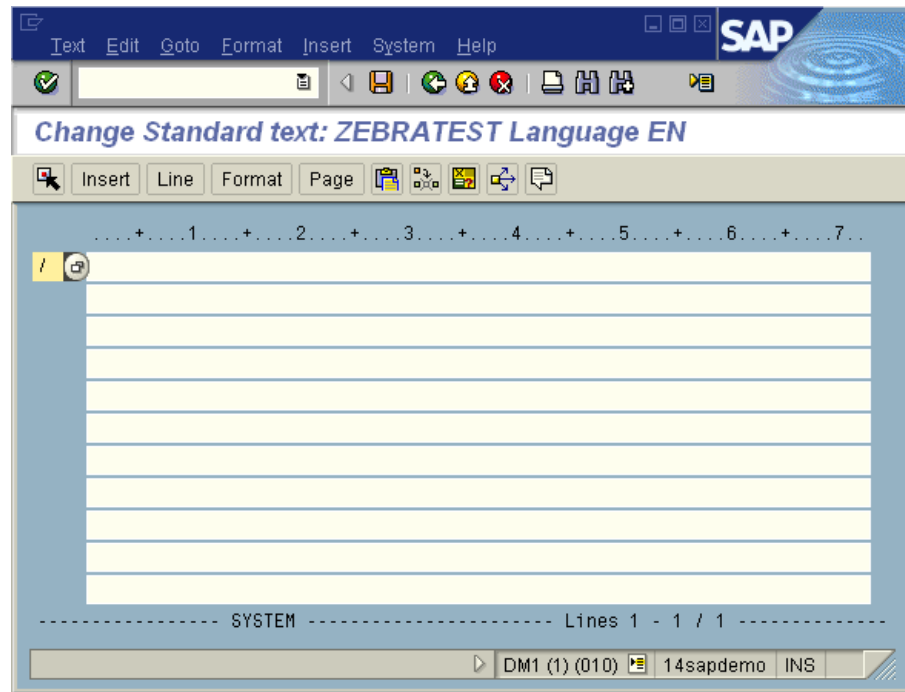 Text Edit Goto Format Insert System Help
SAP
Change Standard text: ZEBRATEST Language EN
Insert Line Format Page
....+....1....+....2....+....3....+....4....+....5....+....6....+....7..
/
----------------- SYSTEM ----------------------- Lines 1 - 1 / 1 --------------
DM1 (1) (010) 14sapdemo INS